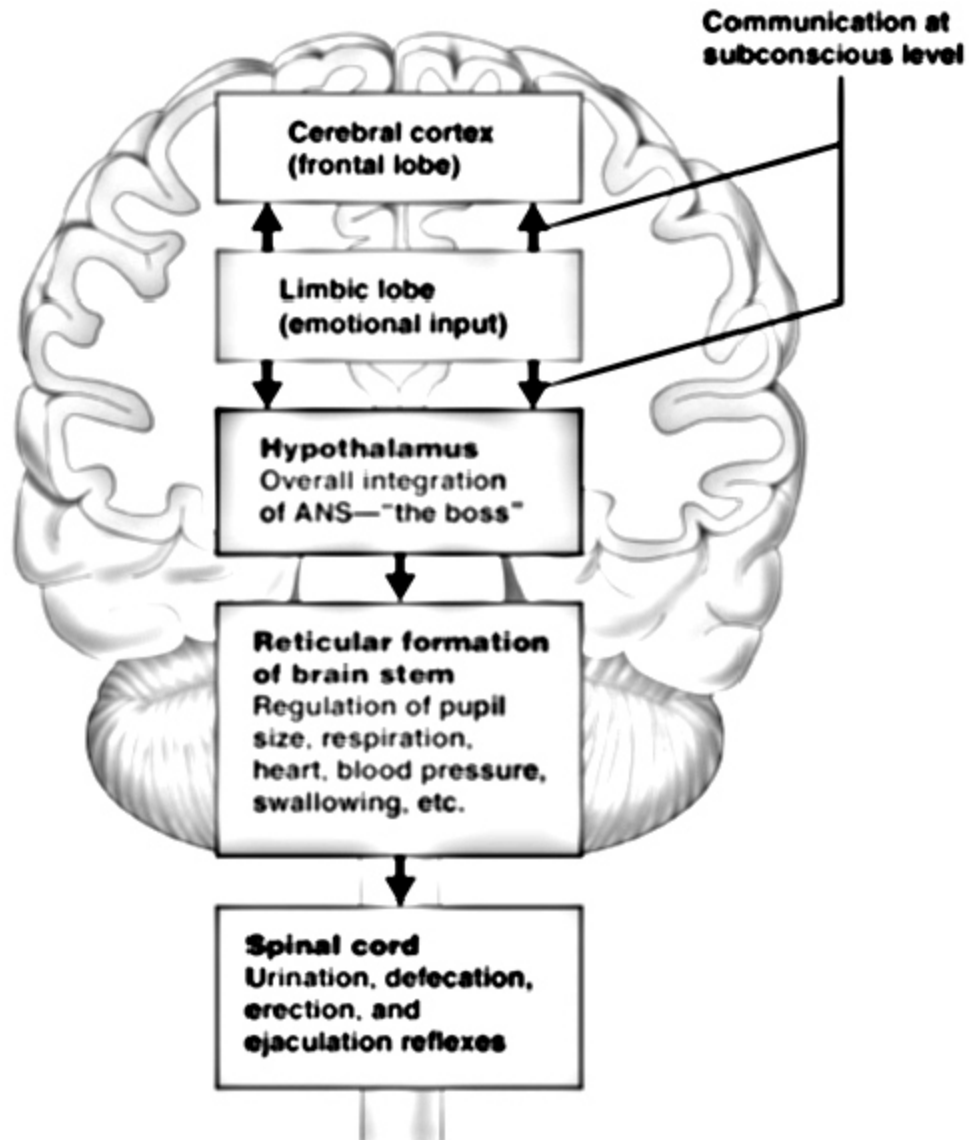 Communication at
subconscious level
Cerebral cortex
(frontal lobe)
Limbic lobe
(emotional input)
Hypothalamus
Overall integration
of ANS—"the boss"
Reticular formation
of brain stem
Regulation of pupil
size, respiration,
heart, blood pressure,
swallowing, etc.
Spinal cord
Urination, defecation,
erection, and
ejaculation reflexes